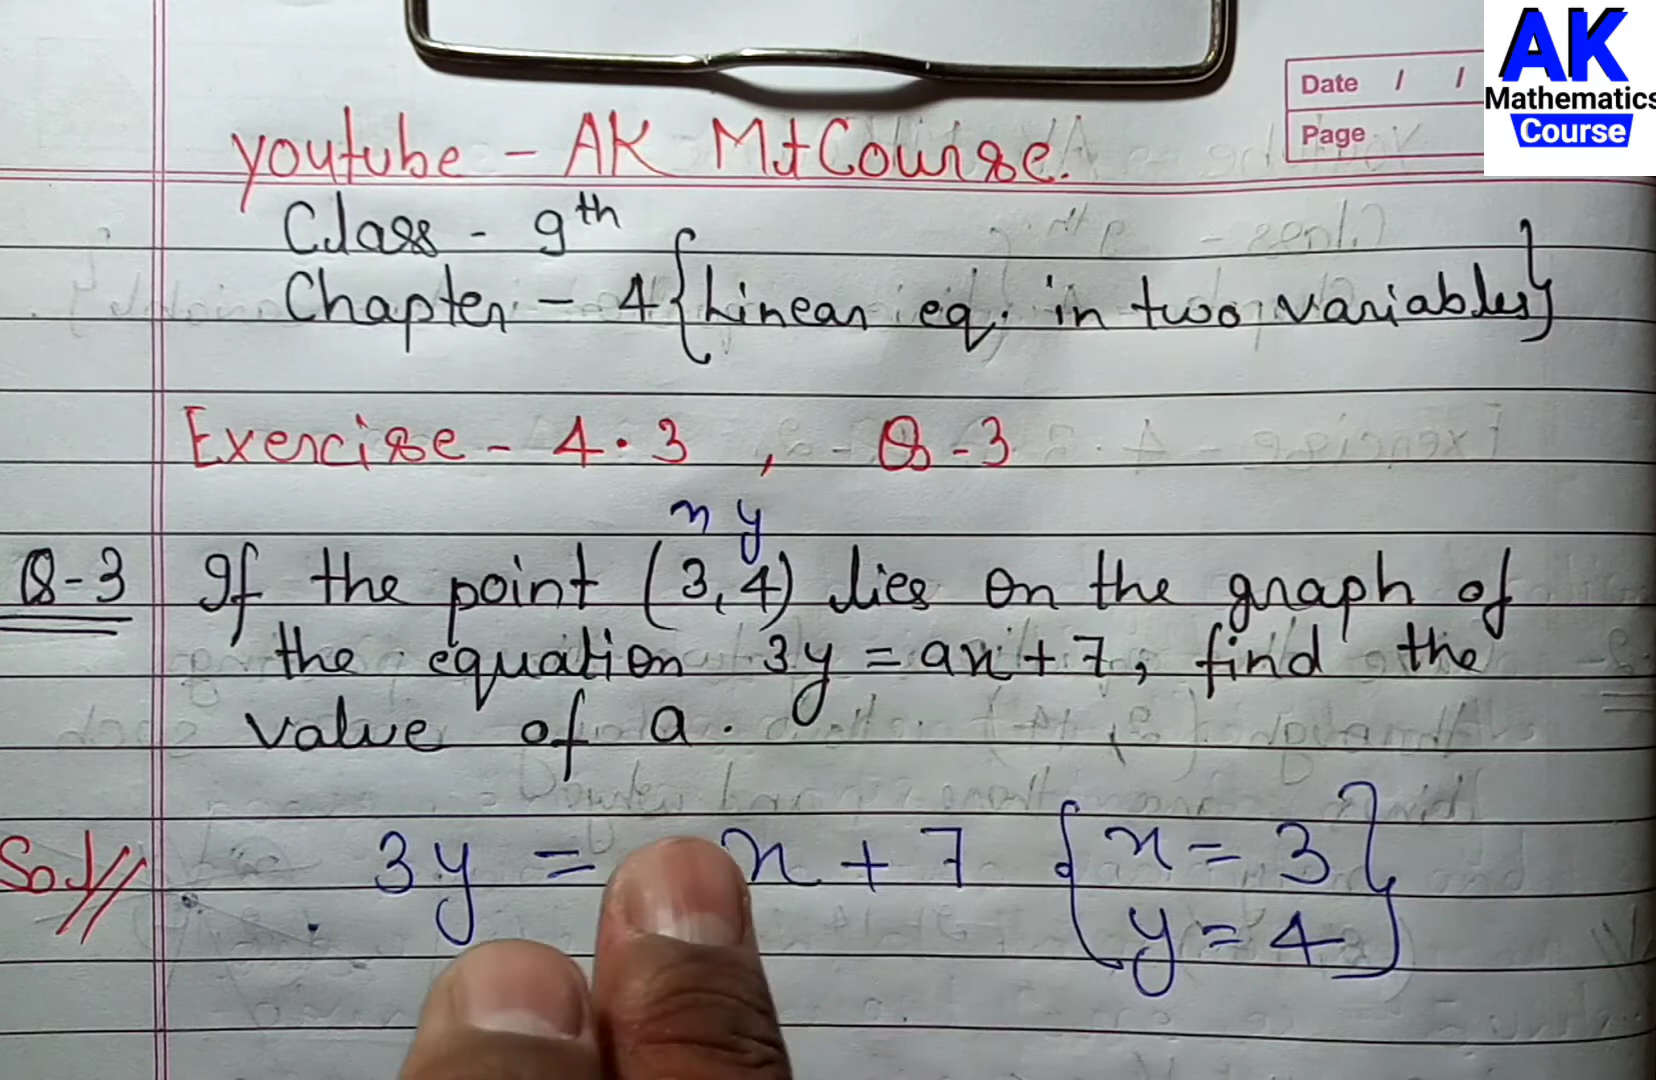 AK
Mathematics
Course
Date / /
Page
youtube - AK MtCourse.
Class - 9th
Chapter - 4 {Linear eq. in two variables}
Exercise - 4.3 , Q-3
x y
Q-3 If the point (3, 4) lies on the graph of
the equation 3y = ax + 7, find the
value of a.
Sol// 3y = x + 7 {x = 3
y = 4}